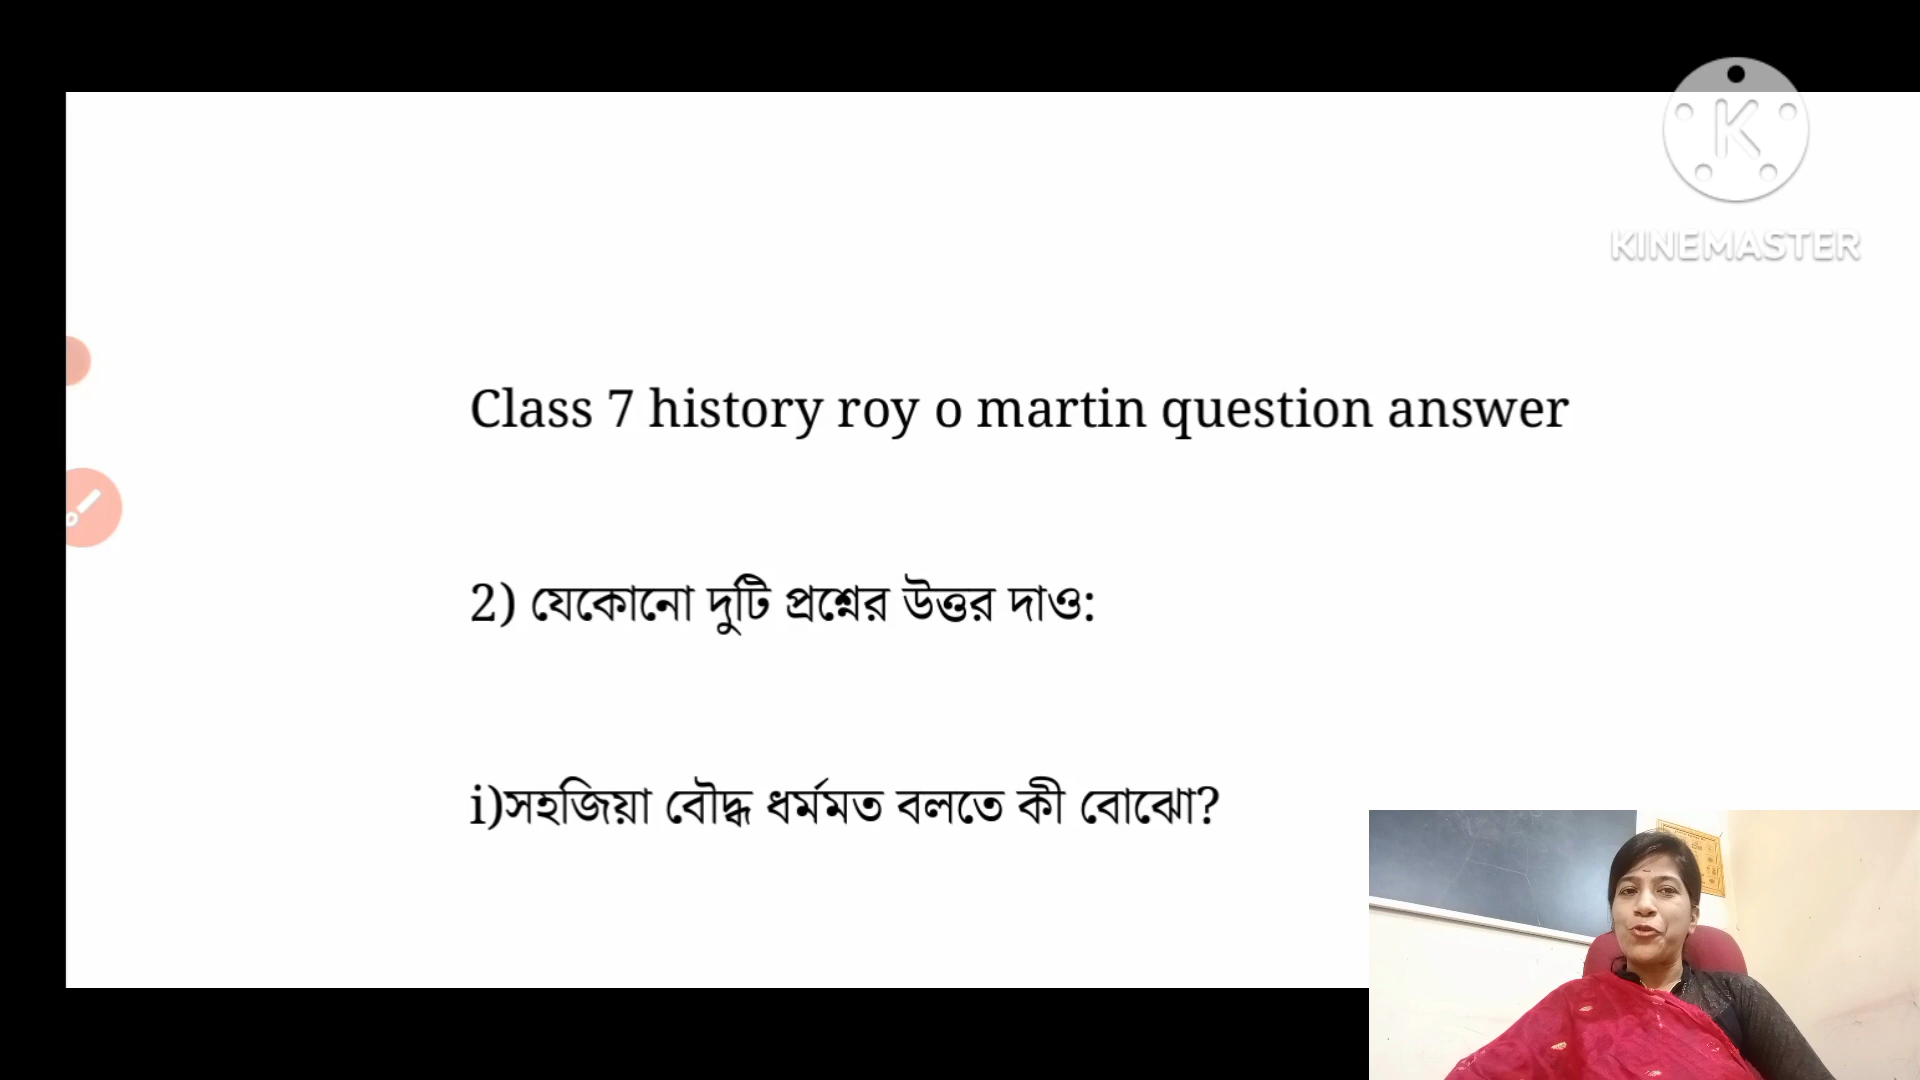 K
KINEMASTER
Class 7 history roy o martin question answer
2) যেকোনো দুটি প্রশ্নের উত্তর দাও:
i)সহজিয়া বৌদ্ধ ধর্মমত বলতে কী বোঝো?